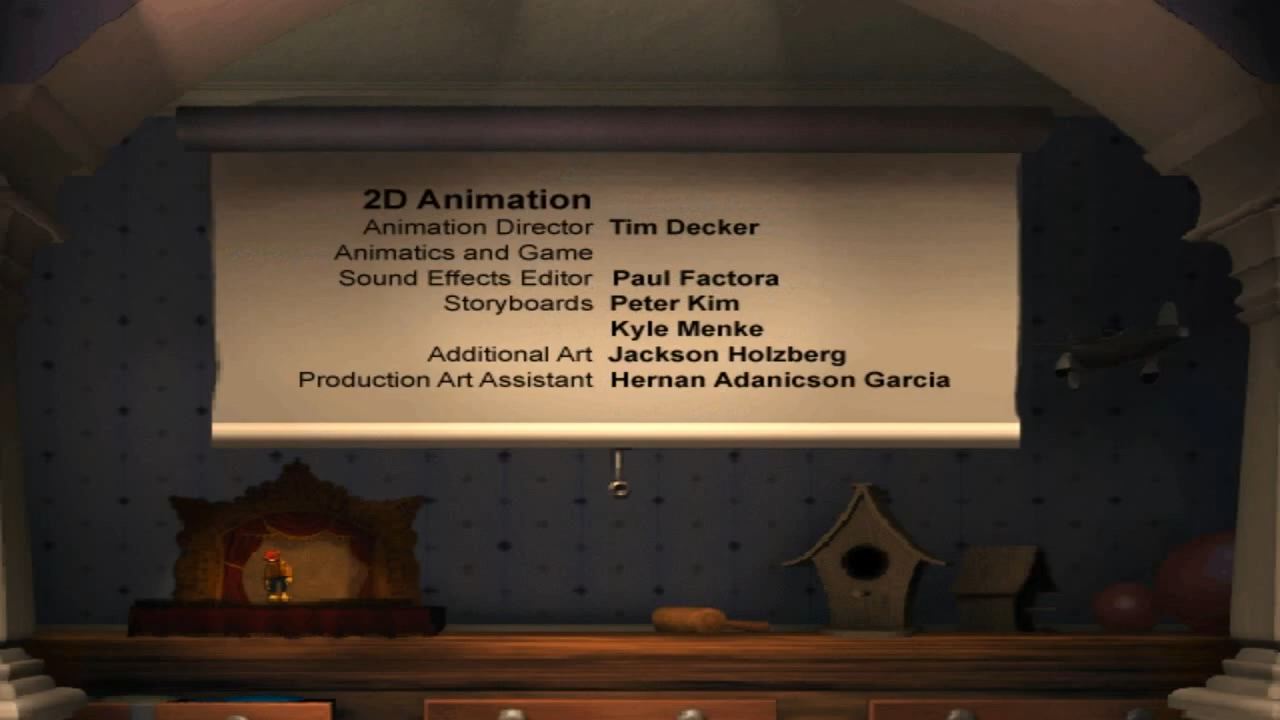 2D Animation
Animation Director Tim Decker
Animatics and Game
Sound Effects Editor Paul Factora
Storyboards Peter Kim
Kyle Menke
Additional Art Jackson Holzberg
Production Art Assistant Hernan Adanicson Garcia